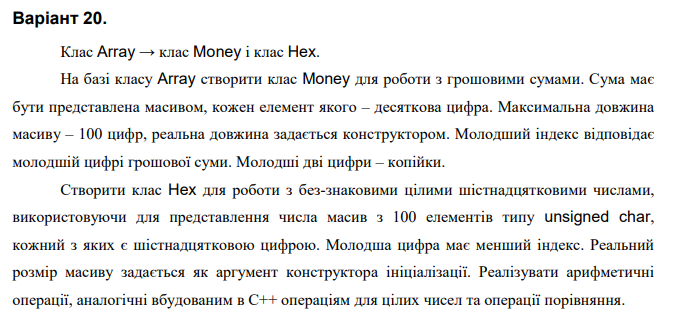 Варіант 20.
Клас Array → клас Money і клас Hex.
На базі класу Array створити клас Money для роботи з грошовими сумами. Сума має
бути представлена масивом, кожен елемент якого – десяткова цифра. Максимальна довжина
масиву – 100 цифр, реальна довжина задається конструктором. Молодший індекс відповідає
молодшій цифрі грошової суми. Молодші дві цифри – копійки.
Створити клас Hex для роботи з без-знаковими цілими шістнадцятковими числами,
використовуючи для представлення числа масив з 100 елементів типу unsigned char,
кожний з яких є шістнадцятковою цифрою. Молодша цифра має менший індекс. Реальний
розмір масиву задається як аргумент конструктора ініціалізації. Реалізувати арифметичні
операції, аналогічні вбудованим в C++ операціям для цілих чисел та операції порівняння.